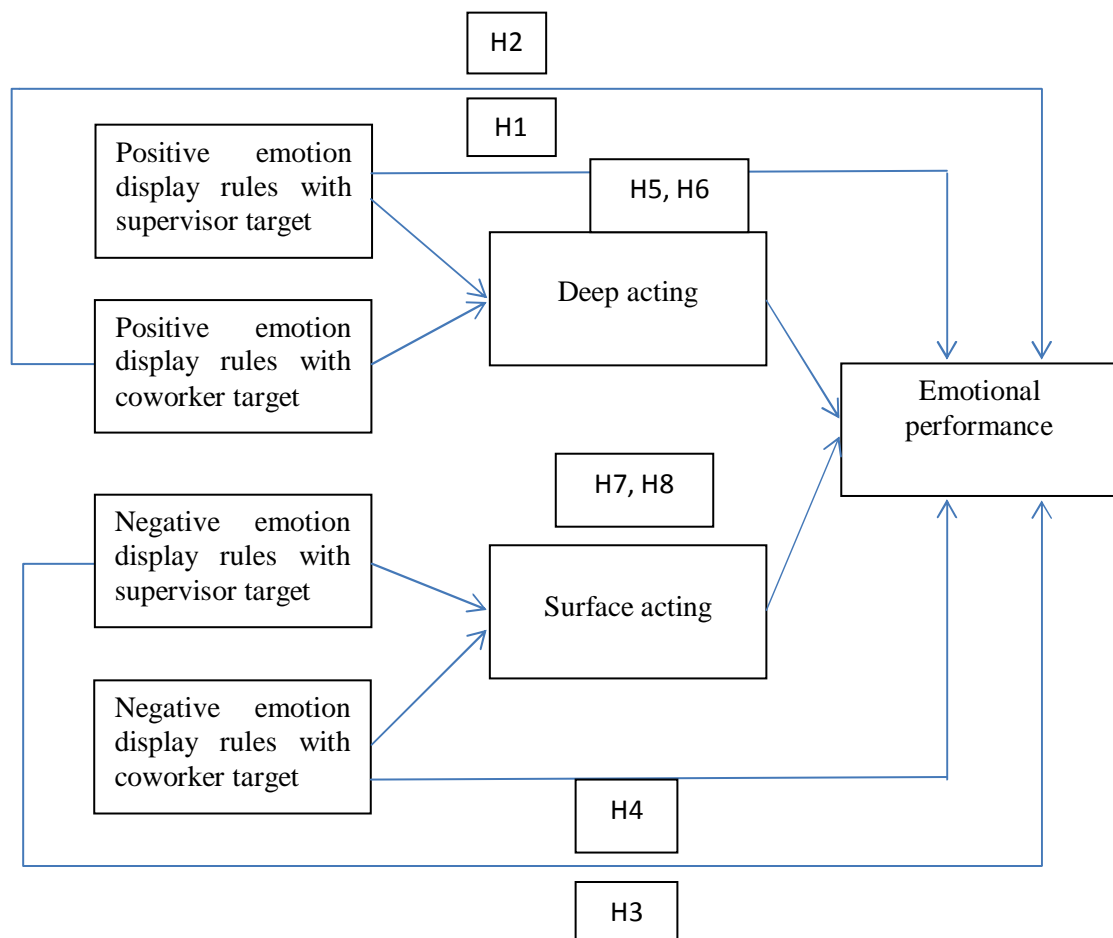 H2
H1
Positive emotion
display rules with
supervisor target
H5, H6
Deep acting
Positive emotion
display rules with
coworker target
Emotional
performance
H7, H8
Negative emotion
display rules with
supervisor target
Surface acting
Negative emotion
display rules with
coworker target
H4
H3